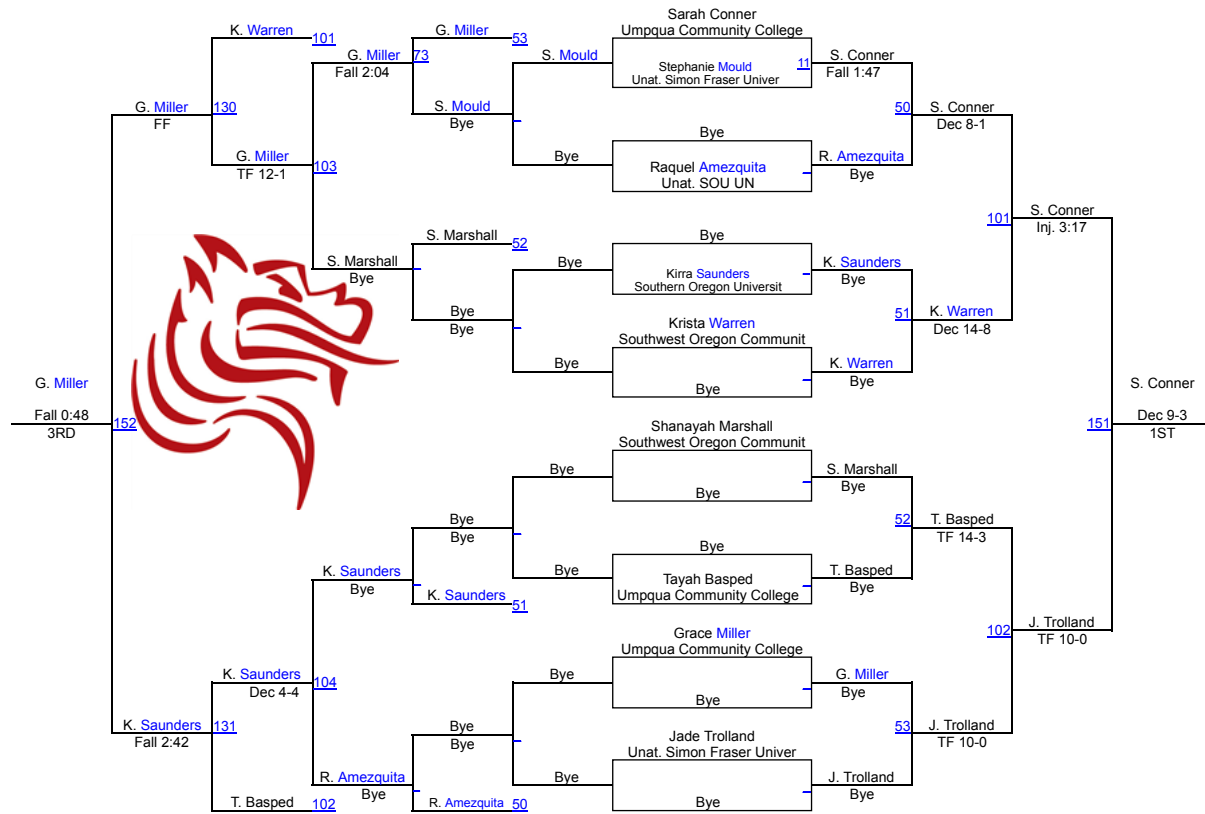 Sarah Conner
Umpqua Community College
K. Warren
101
G. Miller
53
G. Miller
73
Fall 2:04
S. Mould
Stephanie Mould
11
Unat. Simon Fraser Univer
S. Conner
Fall 1:47
G. Miller
130
FF
S. Mould
Bye
50
S. Conner
Dec 8-1
Bye
G. Miller
103
TF 12-1
Bye
Raquel Amezquita
Unat. SOU UN
R. Amezquita
Bye
S. Marshall
52
Bye
101
S. Conner
Inj. 3:17
S. Marshall
Bye
Bye
Kirra Saunders
Southern Oregon Universit
K. Saunders
Bye
Bye
Bye
Krista Warren
Southwest Oregon Communit
51
K. Warren
Dec 14-8
Bye
Bye
K. Warren
Bye
G. Miller
Fall 0:48
3RD
152
S. Conner
151
Dec 9-3
1ST
Shanayah Marshall
Southwest Oregon Communit
Bye
Bye
S. Marshall
Bye
Bye
Bye
52
T. Basped
TF 14-3
Bye
K. Saunders
Bye
Bye
Tayah Basped
Umpqua Community College
T. Basped
Bye
K. Saunders
51
Grace Miller
Umpqua Community College
102
J. Trolland
TF 10-0
K. Saunders
104
Dec 4-4
Bye
Bye
G. Miller
Bye
K. Saunders
131
Fall 2:42
Bye
Bye
Jade Trolland
Unat. Simon Fraser Univer
53
J. Trolland
TF 10-0
R. Amezquita
Bye
Bye
J. Trolland
Bye
T. Basped
102
R. Amezquita
50
Bye